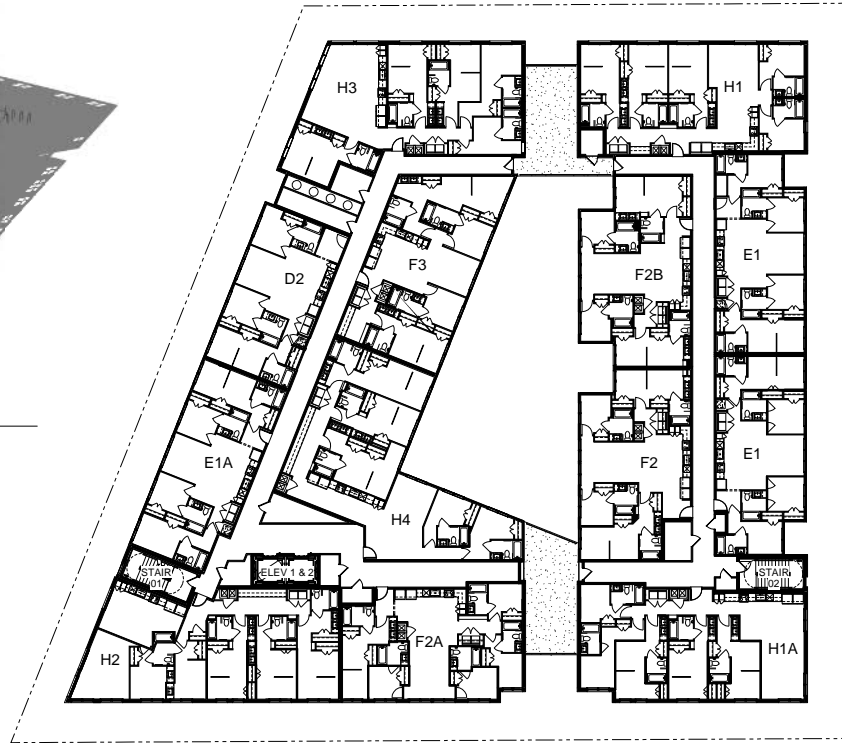 H3
H1
E1
F3
D2
F2B
E1A
F2
E1
H4
STAIR
01
ELEV 1 & 2
STAIR
02
F2A
H2
H1A